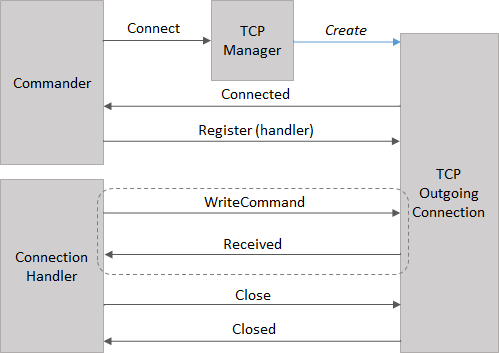 Connect
TCP
Manager
Create
Commander
Connected
Register (handler)
TCP
Outgoing
Connection
WriteCommand
Received
Connection
Handler
Close
Closed